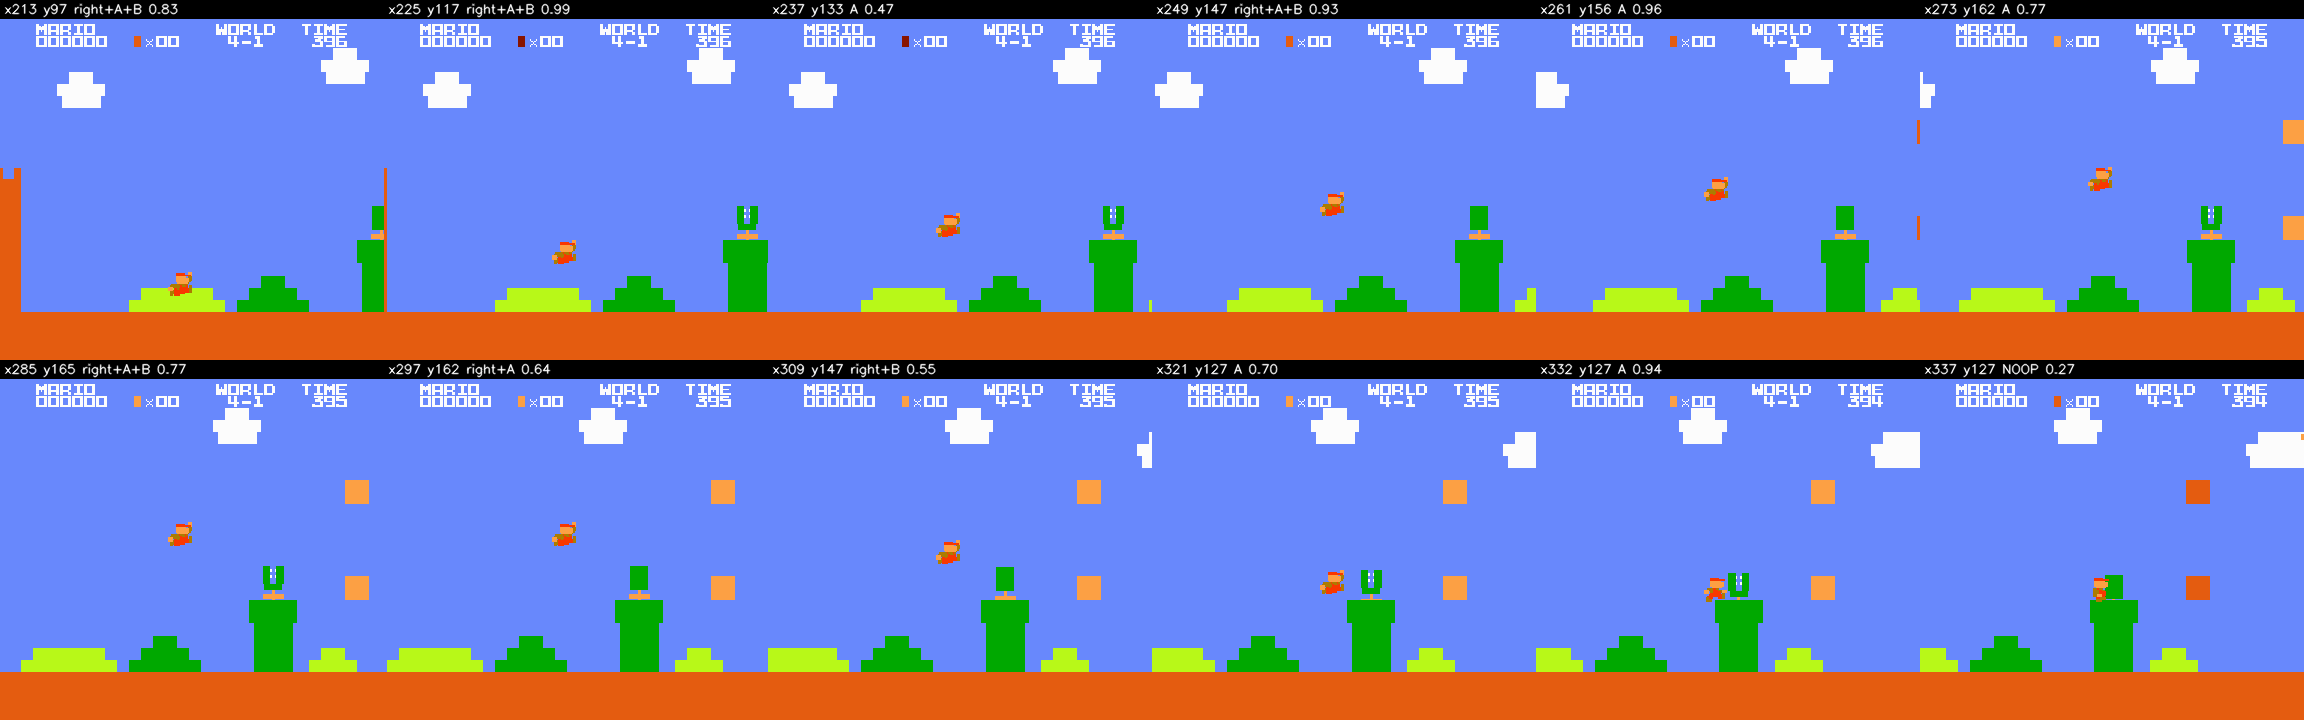 x213 y97 right+A+B 0.83
MARIO WORLD TIME
000000 ×00 4-1 396
x225 y117 right+A+B 0.99
MARIO WORLD TIME
000000 ×00 4-1 396
x237 y133 A 0.47
MARIO WORLD TIME
000000 ×00 4-1 396
x249 y147 right+A+B 0.93
MARIO WORLD TIME
000000 ×00 4-1 396
x261 y156 A 0.96
MARIO WORLD TIME
000000 ×00 4-1 396
x273 y162 A 0.77
MARIO WORLD TIME
000000 ×00 4-1 395
x285 y165 right+A+B 0.77
MARIO WORLD TIME
000000 ×00 4-1 395
x297 y162 right+A 0.64
MARIO WORLD TIME
000000 ×00 4-1 395
x309 y147 right+B 0.55
MARIO WORLD TIME
000000 ×00 4-1 395
x321 y127 A 0.70
MARIO WORLD TIME
000000 ×00 4-1 395
x332 y127 A 0.94
MARIO WORLD TIME
000000 ×00 4-1 394
x337 y127 NOOP 0.27
MARIO WORLD TIME
000000 ×00 4-1 394